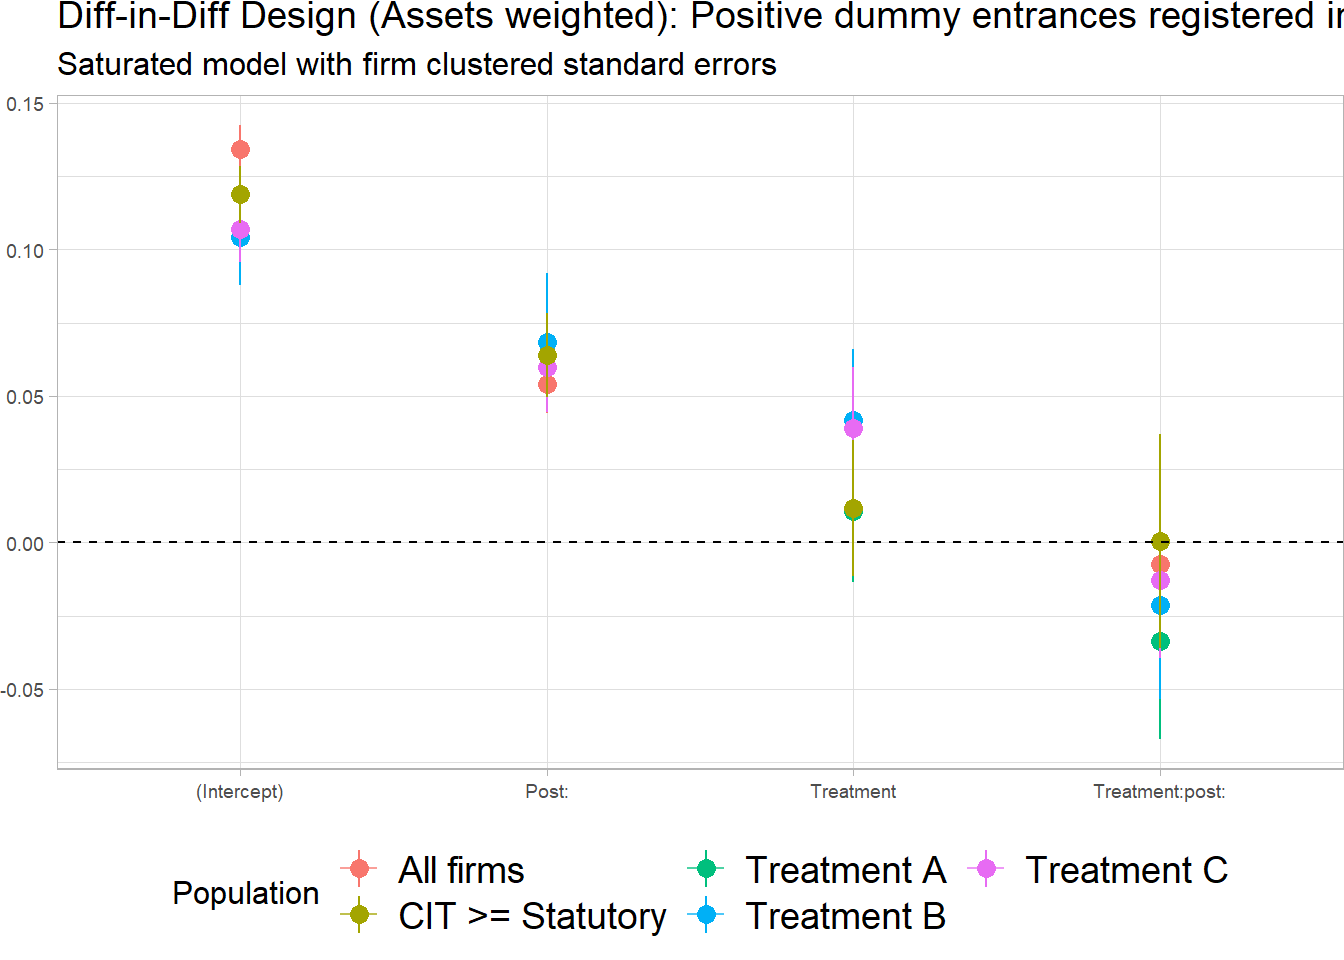 Diff-in-Diff Design (Assets weighted): Positive dummy entrances registered in
Saturated model with firm clustered standard errors
0.15
0.10
0.05
0.00
-0.05
(Intercept) Post: Treatment Treatment:post:
Population
All firms Treatment A Treatment C
CIT >= Statutory Treatment B